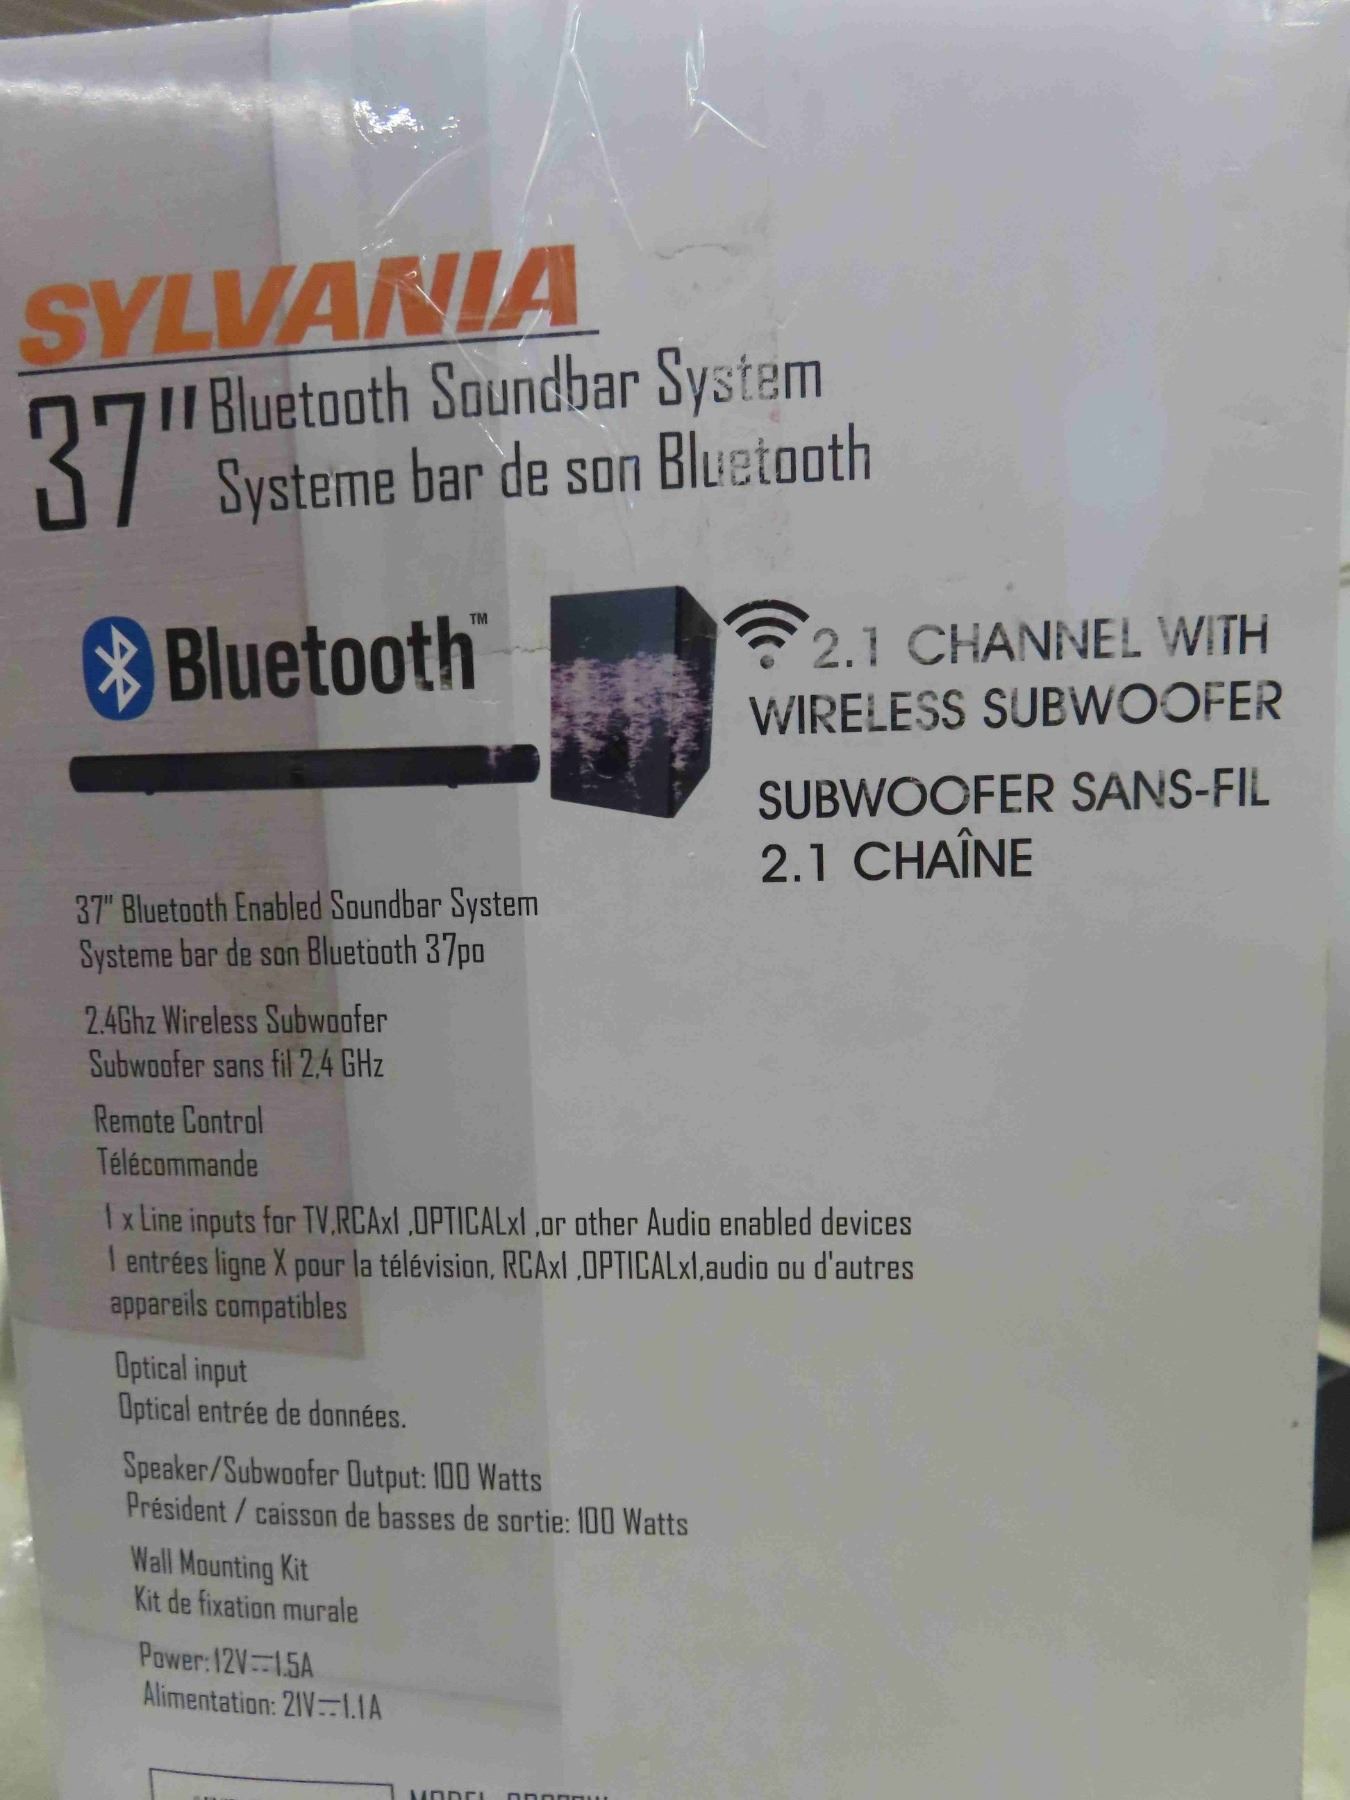 SYLVANIA
37" Bluetooth Soundbar System
Systeme bar de son Bluetooth
Bluetooth™
2.1 CHANNEL WITH
WIRELESS SUBWOOFER
SUBWOOFER SANS-FIL
2.1 CHAÎNE
37" Bluetooth Enabled Soundbar System
Systeme bar de son Bluetooth 37po
2.4Ghz Wireless Subwoofer
Subwoofer sans fil 2,4 GHz
Remote Control
Télécommande
1 x Line inputs for TV,RCAx1 ,OPTICALx1 ,or other Audio enabled devices
1 entrées ligne X pour la télévision, RCAx1 ,OPTICALx1,audio ou d'autres
appareils compatibles
Optical input
Optical entrée de données.
Speaker/Subwoofer Output: 100 Watts
Président / caisson de basses de sortie: 100 Watts
Wall Mounting Kit
Kit de fixation murale
Power:12V⎓1.5A
Alimentation: 21V⎓1.1A
MODEL